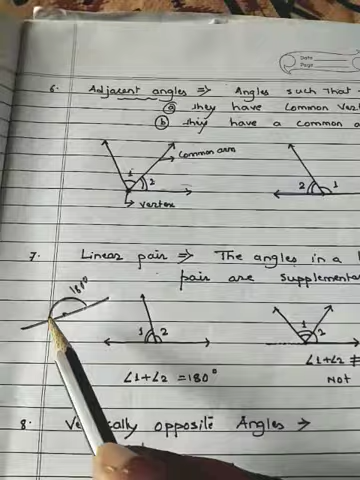 Date
Page
6. Adjacent angles ⇒ Angles such that
ⓐ They have Common
ⓑ They have a common
1
2
Common arm
Vertex
2
1
7. Linear pair ⇒ The angles in a
pair are
180°
1
2
1
2
∠1+∠2 = 180°
∠1+∠2 ≠
Not
8. opposite Angles ⇒